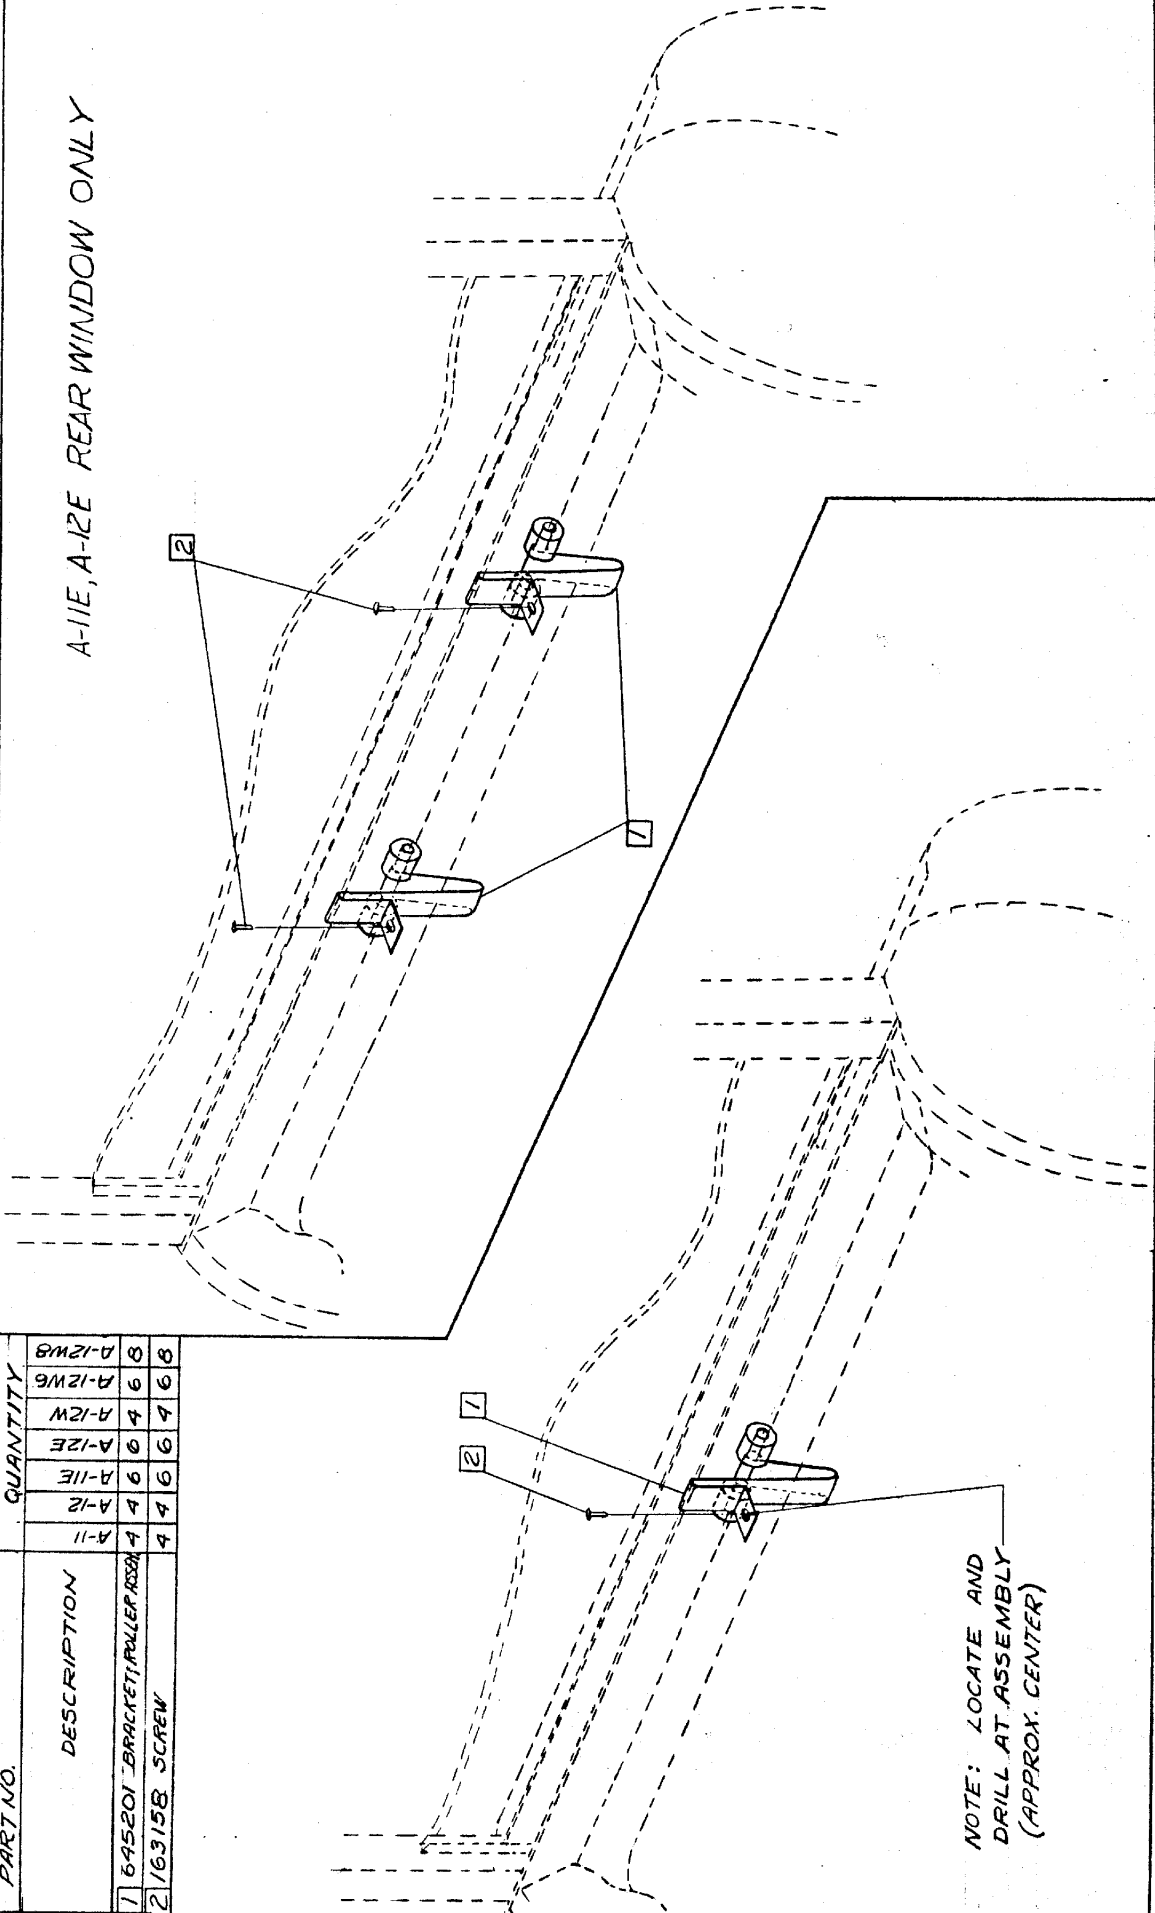 A-11E, A-12E REAR WINDOW ONLY
2
1
PART NO.
DESCRIPTION
QUANTITY
A-11
A-12
A-11E
A-12E
A-12W
A-12W6
A-12W8
1 645201 BRACKET, ROLLER ASSEM 4 4 6 6 4 6 8
2 163158 SCREW 4 4 6 6 4 6 8
1
2
NOTE: LOCATE AND
DRILL AT ASSEMBLY
(APPROX. CENTER)